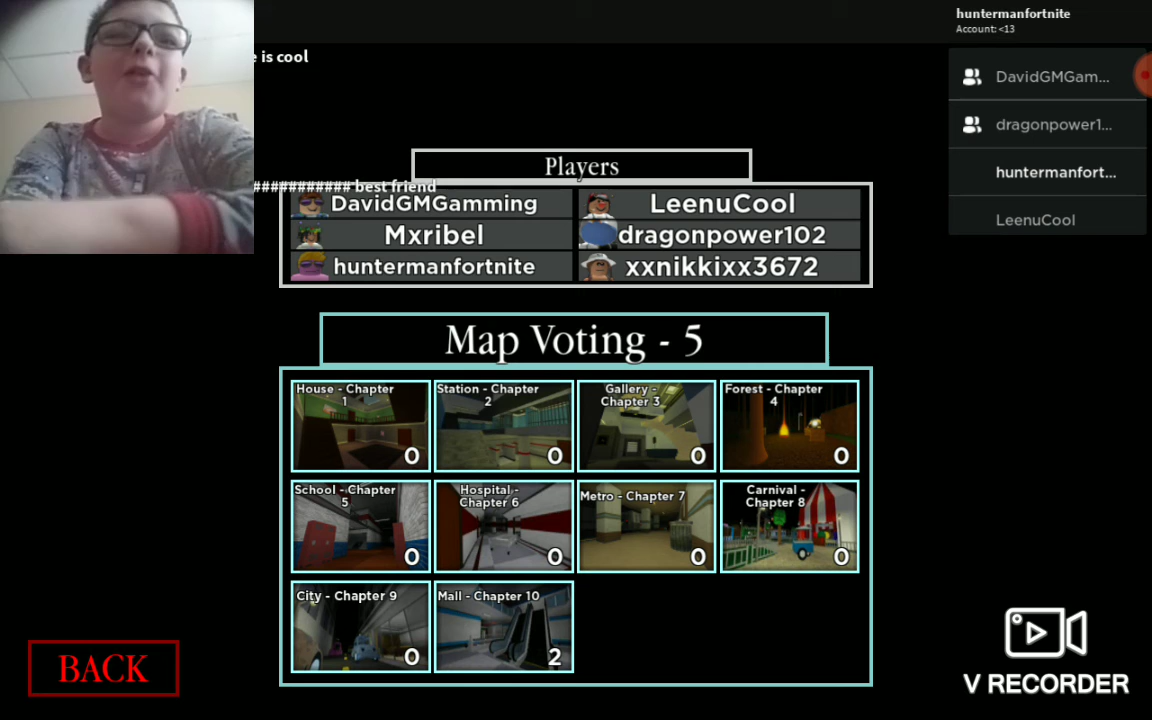 huntermanfortnite
Account: <13
e is cool
DavidGMGam...
dragonpower1...
huntermanfort...
LeenuCool
Players
########### best friend
DavidGMGamming
LeenuCool
Mxribel
dragonpower102
huntermanfortnite
xxnikkixx3672
Map Voting - 5
House - Chapter
1
0
Station - Chapter
2
0
Gallery -
Chapter 3
0
Forest - Chapter
4
0
School - Chapter
5
0
Hospital -
Chapter 6
0
Metro - Chapter 7
0
Carnival -
Chapter 8
0
City - Chapter 9
0
Mall - Chapter 10
2
BACK
V RECORDER